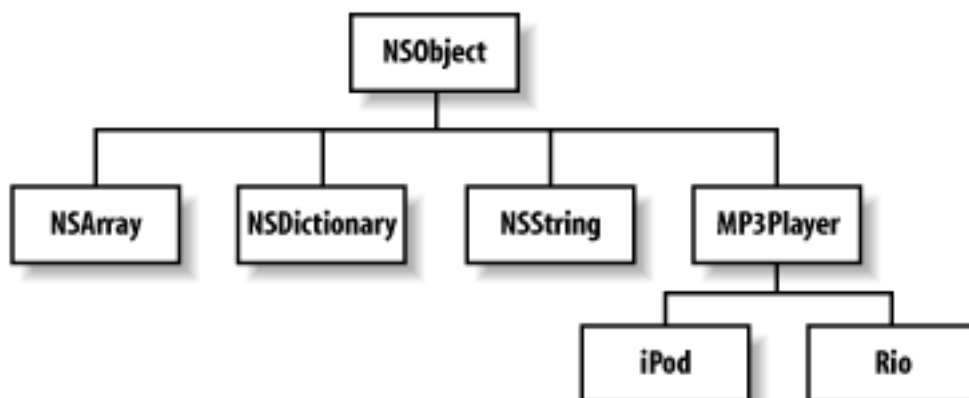 NSObject
NSArray
NSDictionary
NSString
MP3Player
iPod
Rio